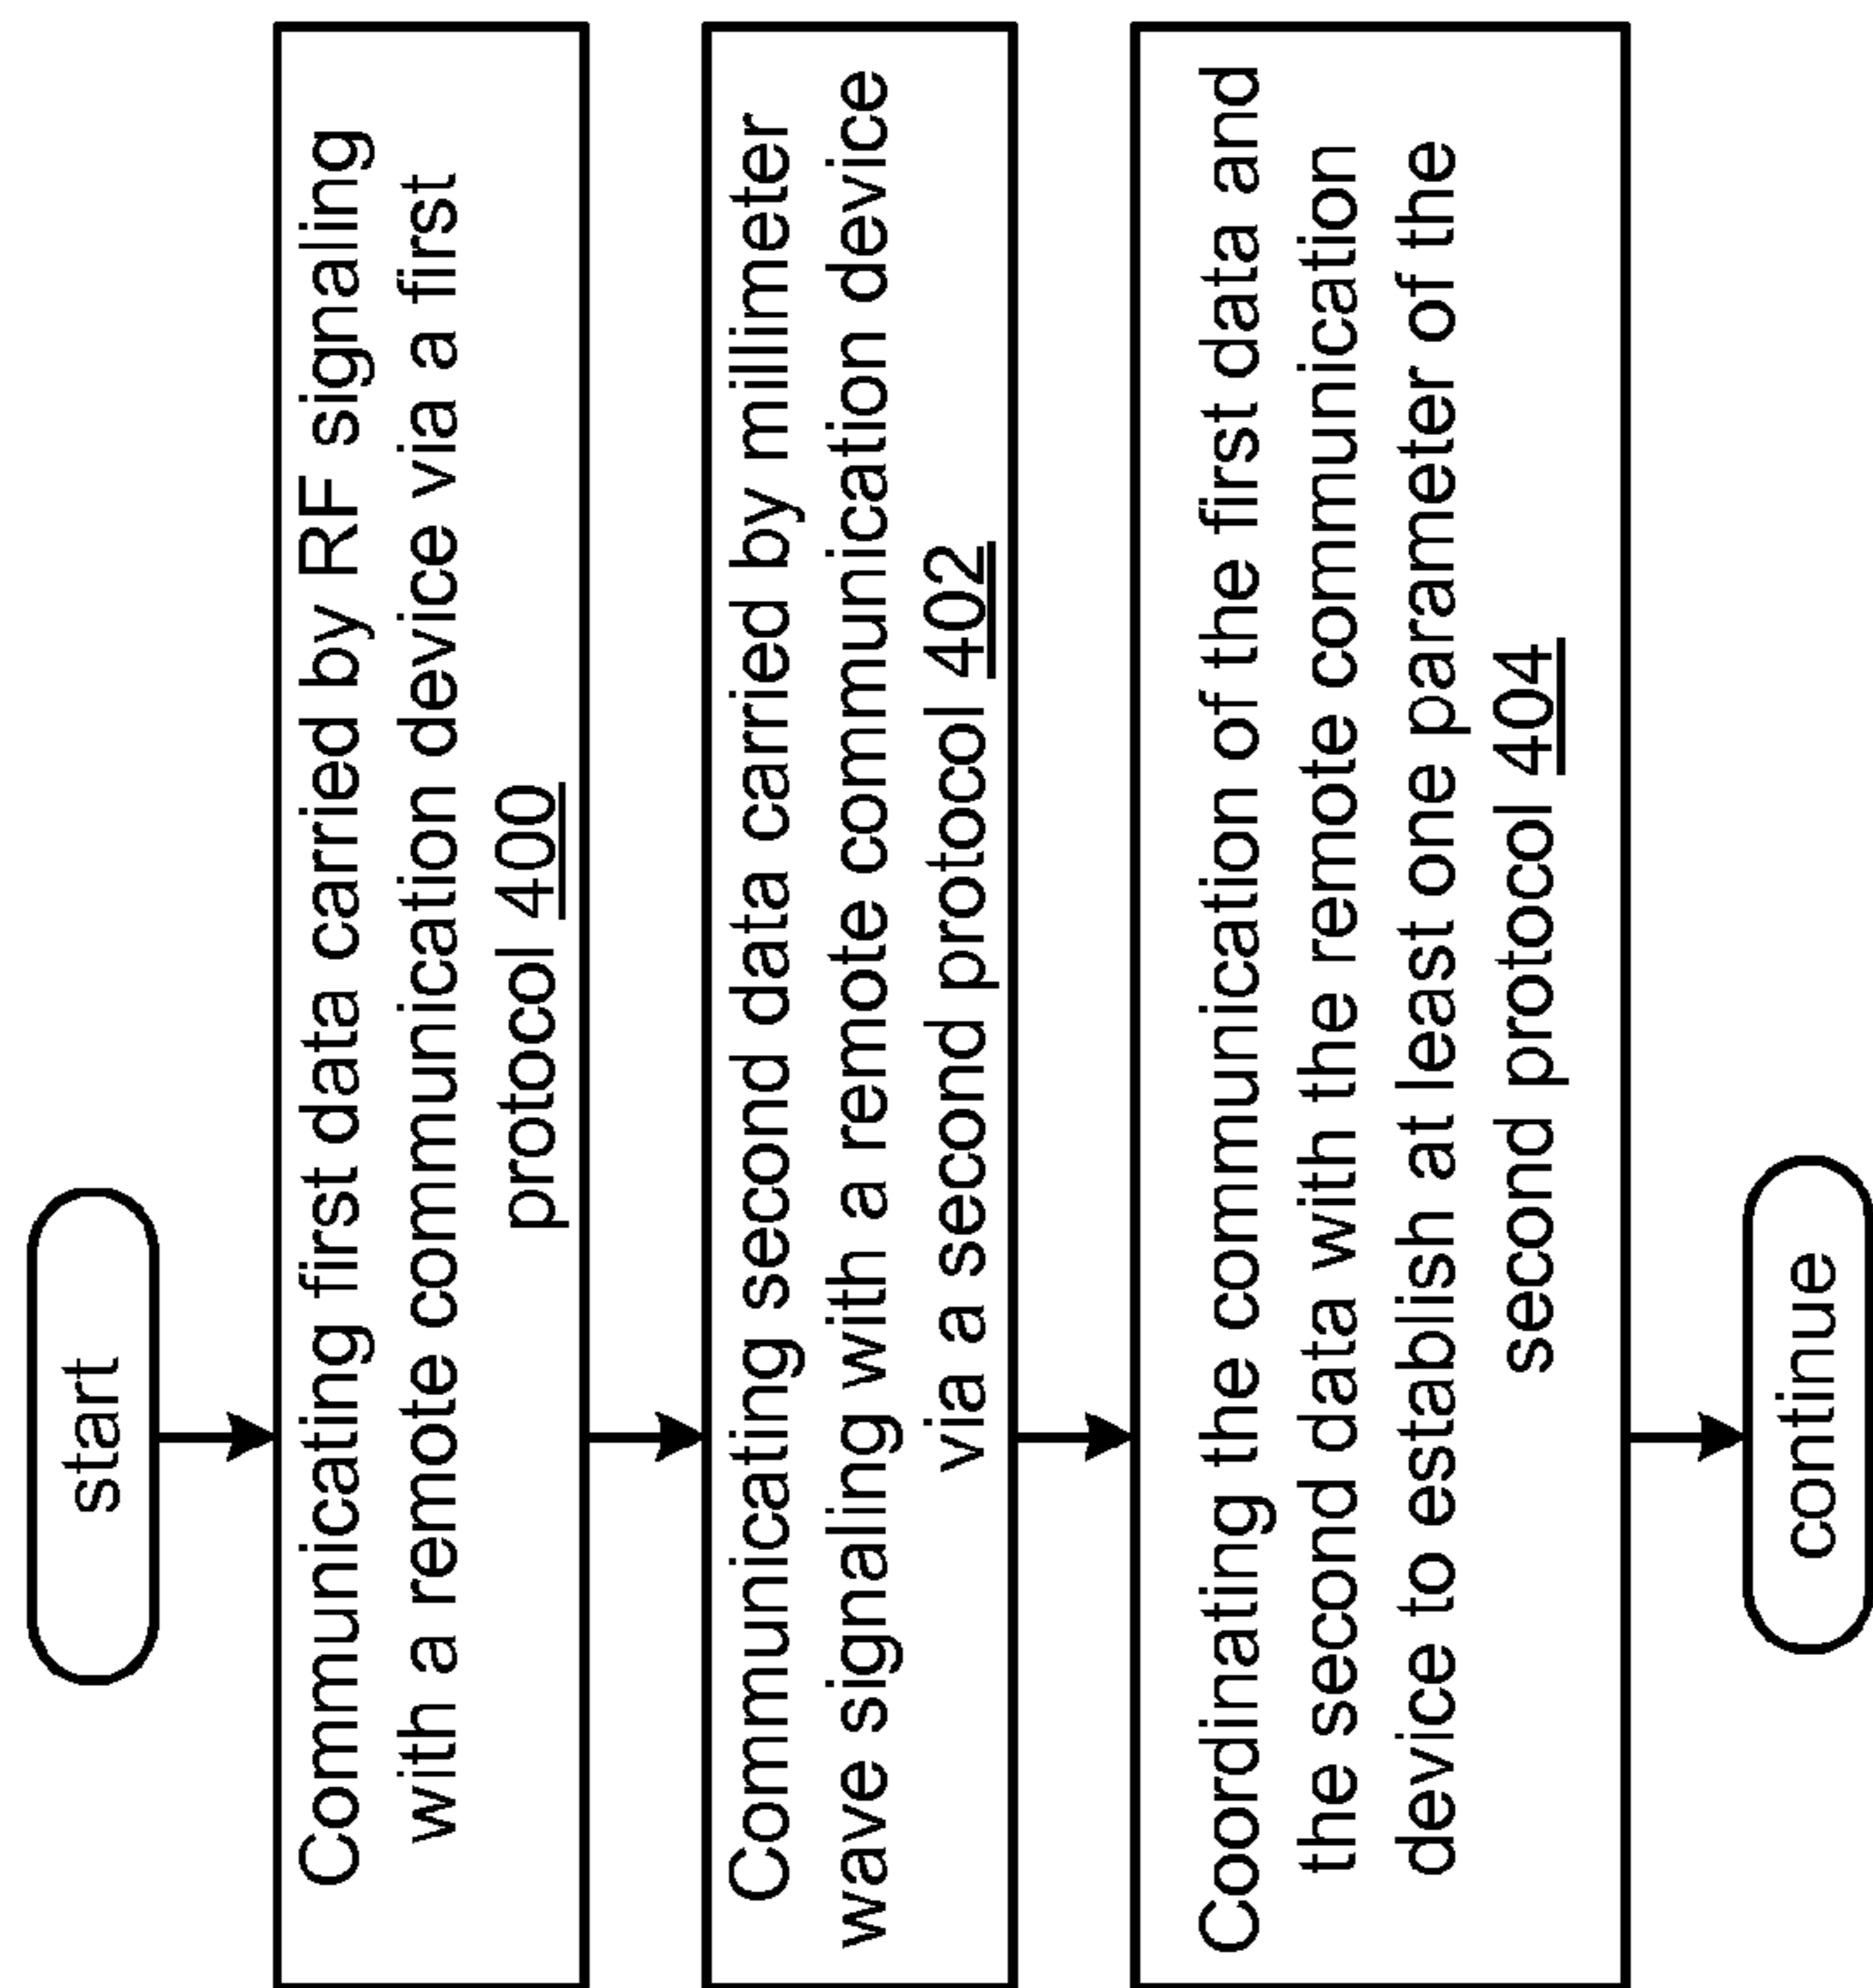 start
Communicating first data carried by RF signaling
with a remote communication device via a first
protocol 400
Communicating second data carried by millimeter
wave signaling with a remote communication device
via a second protocol 402
Coordinating the communication of the first data and
the second data with the remote communication
device to establish at least one parameter of the
second protocol 404
continue